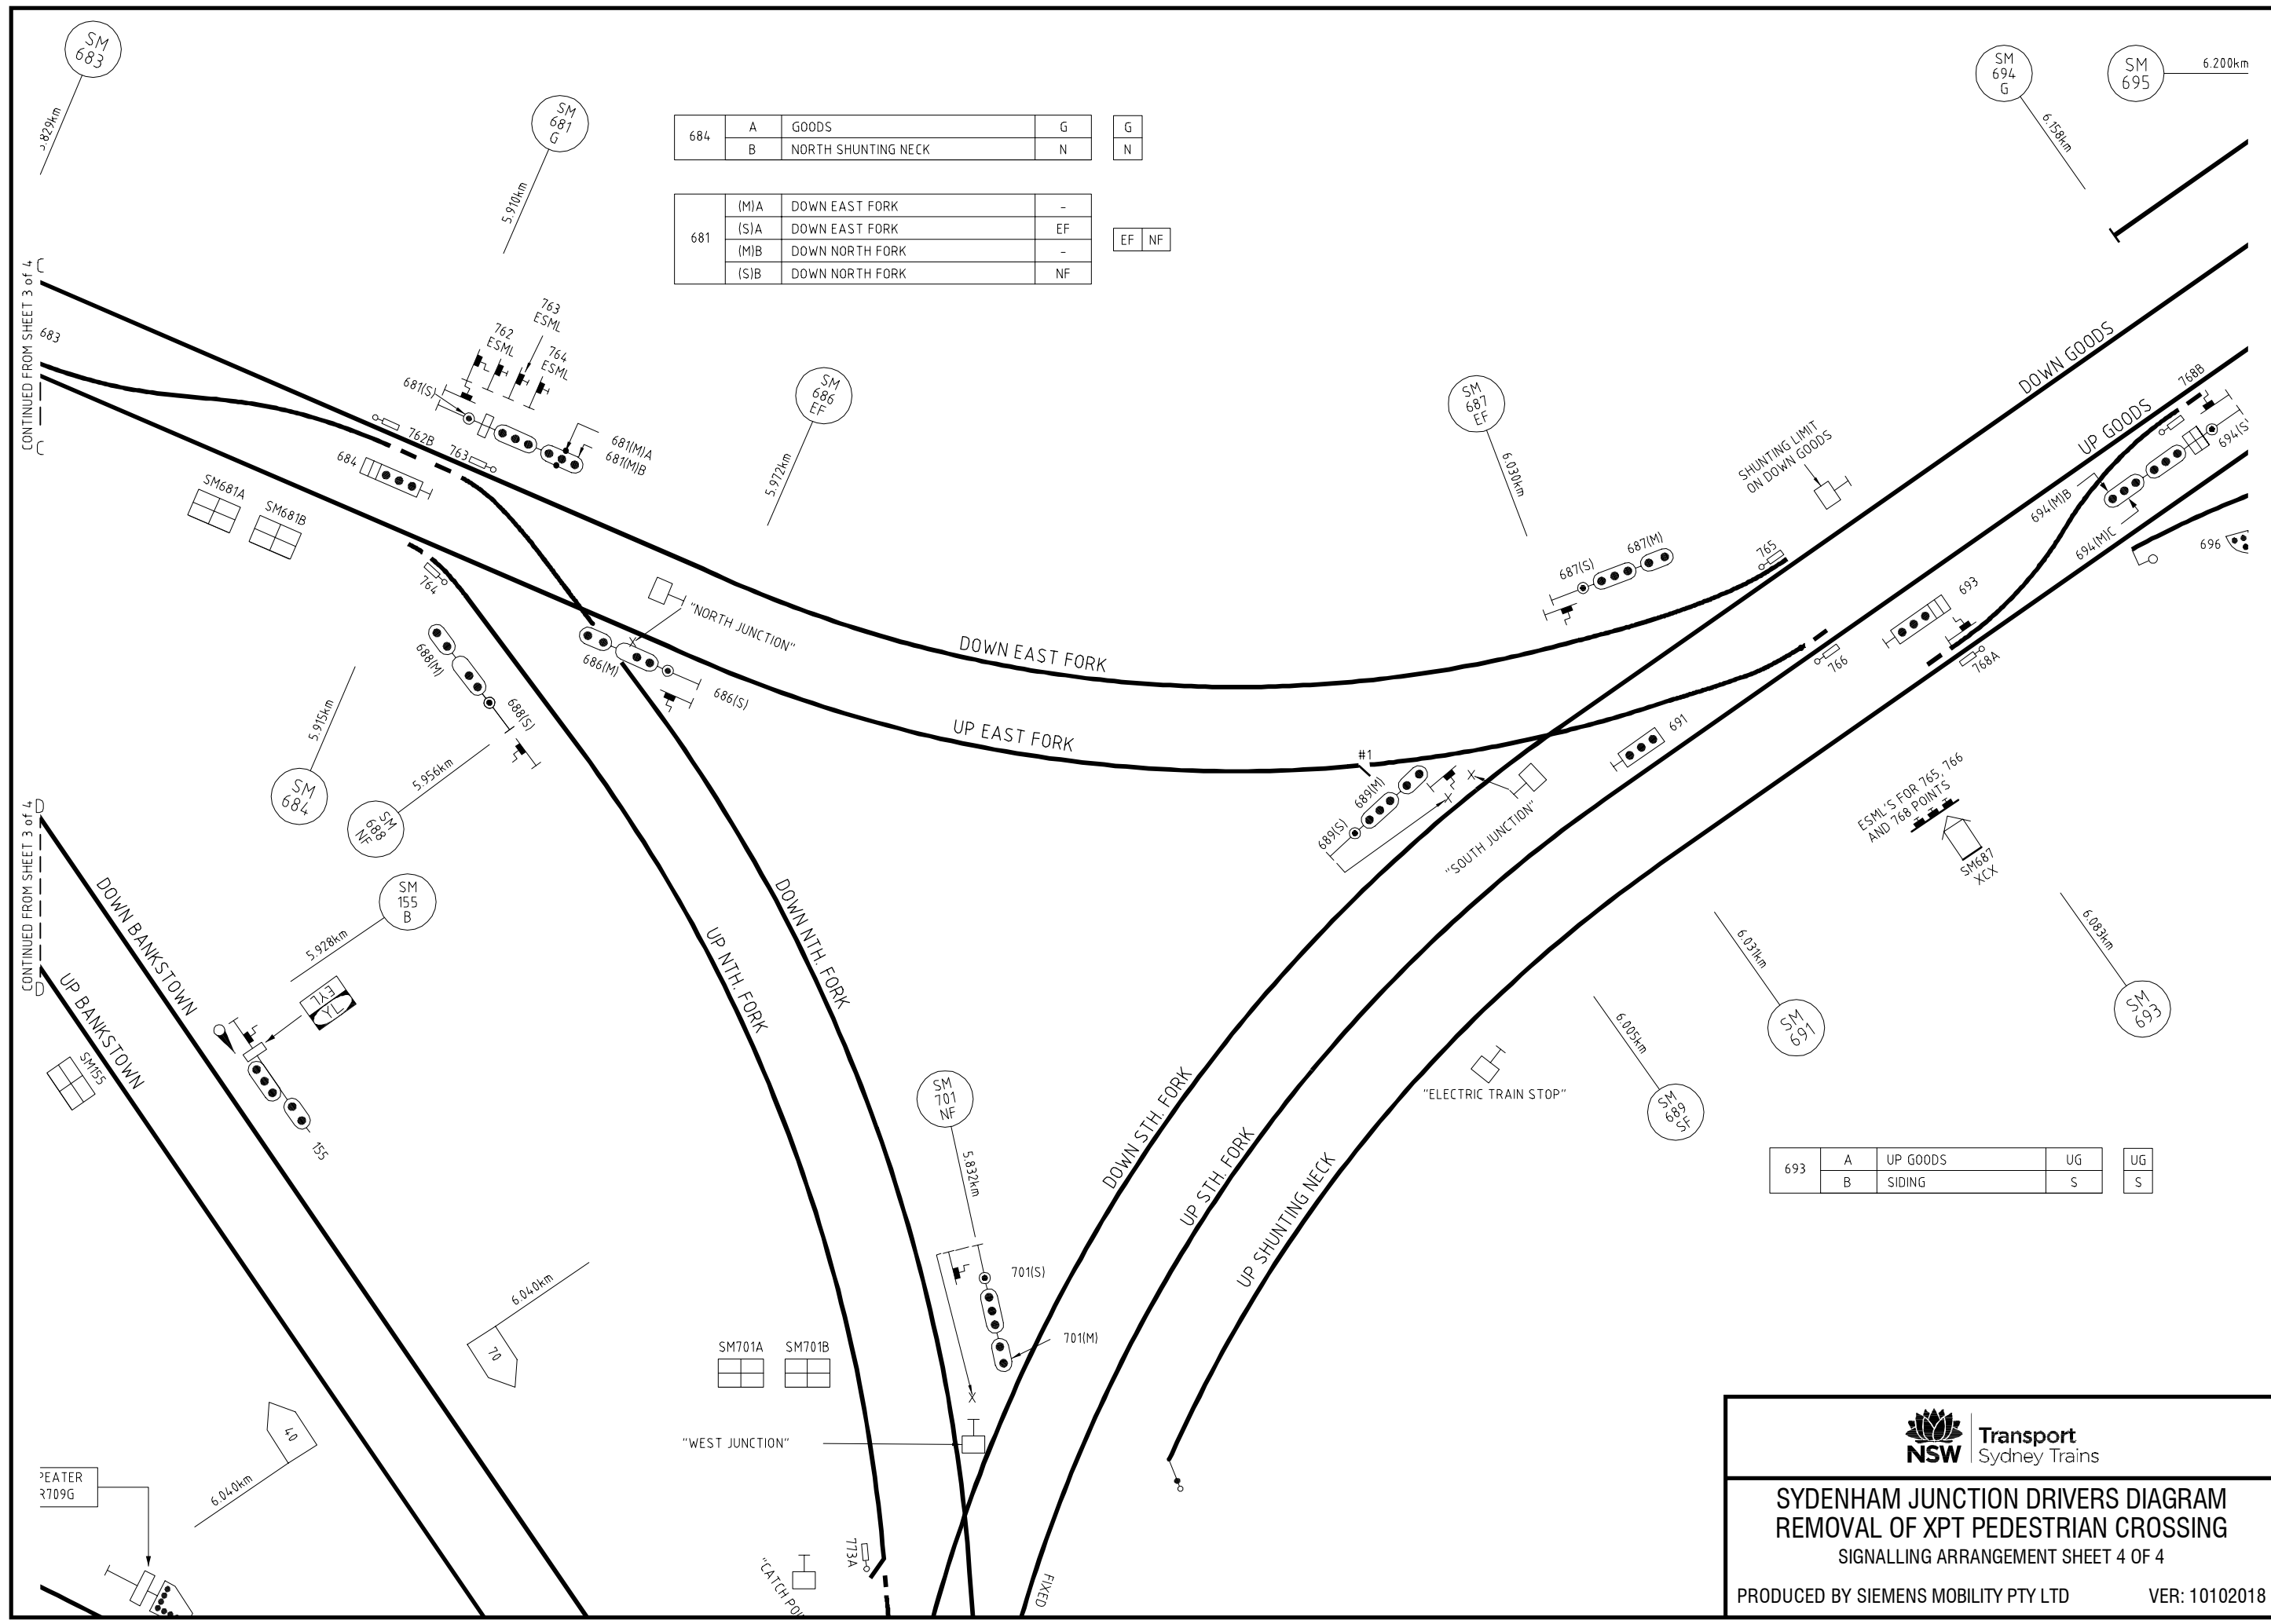 SM
683
5.829km
SM
681
G
5.910km
684
A GOODS G
B NORTH SHUNTING NECK N
G
N
681
(M)A DOWN EAST FORK -
(S)A DOWN EAST FORK EF
(M)B DOWN NORTH FORK -
(S)B DOWN NORTH FORK NF
EF NF
SM
694
G
6.158km
SM
695
6.200km
CONTINUED FROM SHEET 3 of 4
C
C
683
763
ESML
762
ESML
764
ESML
681(S)
762B
763
684
681(M)A
681(M)B
SM681A
SM681B
764
SM
686
EF
5.972km
SM
687
EF
6.030km
SHUNTING LIMIT
ON DOWN GOODS
DOWN GOODS
UP GOODS
768B
694(S)
694(M)B
694(M)C
696
"NORTH JUNCTION"
686(M)
686(S)
688(M)
688(S)
687(S)
687(M)
765
766
693
768A
691
DOWN EAST FORK
UP EAST FORK
#1
689(M)
689(S)
"SOUTH JUNCTION"
ESML'S FOR 765, 766
AND 768 POINTS
SM687
XCX
5.915km
SM
684
5.956km
SM
688
NF
CONTINUED FROM SHEET 3 of 4
D
D
DOWN BANKSTOWN
UP BANKSTOWN
SM
155
B
5.928km
EYL
YL
SM155
155
UP NTH. FORK
DOWN NTH. FORK
6.083km
SM
693
6.031km
SM
691
6.005km
SM
689
SF
"ELECTRIC TRAIN STOP"
SM
701
NF
5.832km
DOWN STH. FORK
UP STH. FORK
UP SHUNTING NECK
693
A UP GOODS UG
B SIDING S
UG
S
6.040km
70
40
6.040km
701(S)
701(M)
SM701A SM701B
"WEST JUNCTION"
PEATER
R709G
773A
"CATCH POI
FIXED
NSW
Transport
Sydney Trains
SYDENHAM JUNCTION DRIVERS DIAGRAM
REMOVAL OF XPT PEDESTRIAN CROSSING
SIGNALLING ARRANGEMENT SHEET 4 OF 4
PRODUCED BY SIEMENS MOBILITY PTY LTD VER: 10102018